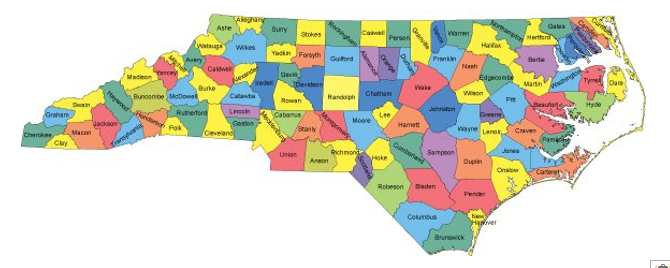 Alleghany
Ashe
Surry
Stokes
Rockingham
Caswell
Person
Granville
Vance
Warren
Northampton
Gates
Hertford
Halifax
Watauga
Wilkes
Yadkin
Forsyth
Guilford
Alamance
Orange
Durham
Franklin
Bertie
Nash
Edgecombe
Avery
Mitchell
Caldwell
Alexander
Iredell
Davie
Davidson
Randolph
Chatham
Wake
Wilson
Martin
Washington
Tyrrell
Dare
Madison
Yancey
Burke
Catawba
Rowan
Haywood
Buncombe
McDowell
Swain
Graham
Jackson
Cherokee
Macon
Clay
Transylvania
Henderson
Polk
Rutherford
Cleveland
Lincoln
Gaston
Mecklenburg
Cabarrus
Stanly
Montgomery
Moore
Lee
Harnett
Johnston
Wayne
Greene
Pitt
Beaufort
Hyde
Lenoir
Craven
Pamlico
Jones
Carteret
Union
Anson
Richmond
Scotland
Hoke
Cumberland
Sampson
Duplin
Onslow
Robeson
Bladen
Pender
Columbus
Brunswick
New
Hanover